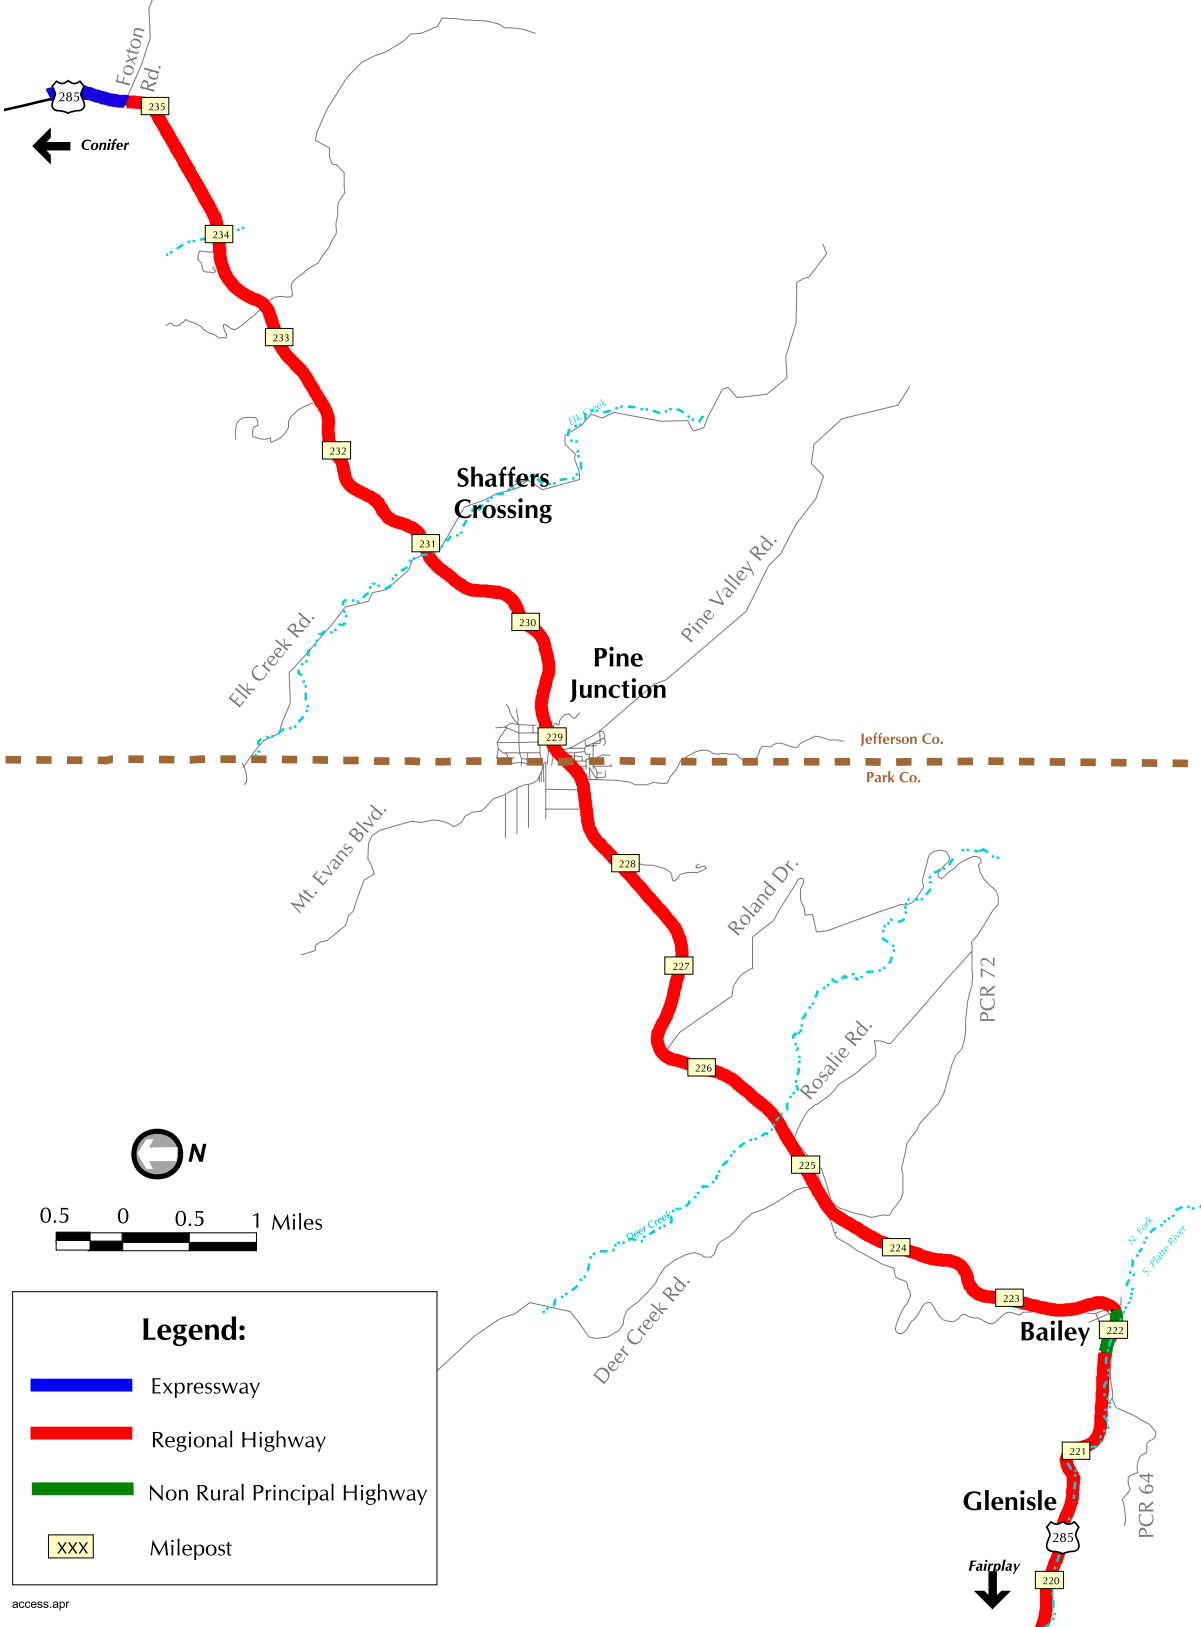 Foxton
Rd.
285
235
Conifer
234
233
232
Elk Creek
Shaffers
Crossing
231
230
Pine Valley Rd.
Elk Creek Rd.
Pine
Junction
229
Jefferson Co.
Park Co.
Mt. Evans Blvd.
228
Roland Dr.
227
PCR 72
Rosalie Rd.
226
N
225
0.5 0 0.5 1 Miles
Deer Creek
N. Fork
S. Platte River
224
Deer Creek Rd.
223
Bailey
222
Legend:
Expressway
Regional Highway
Non Rural Principal Highway
XXX Milepost
221
Glenisle
PCR 64
285
Fairplay
220
access.apr